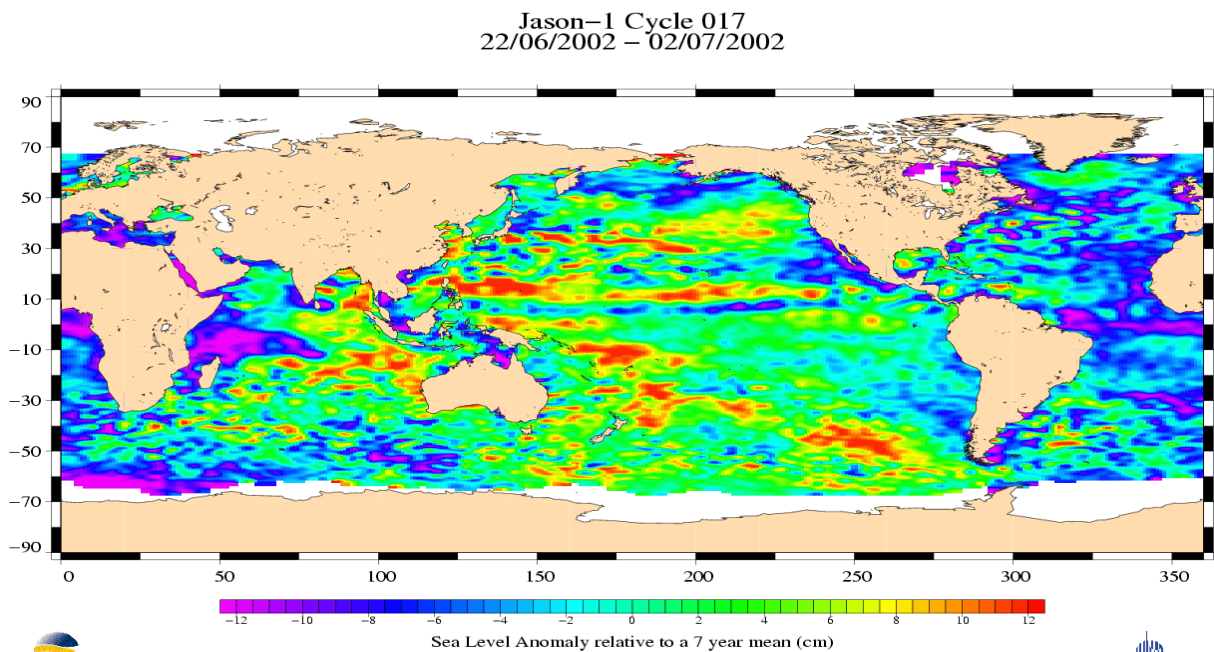 Jason−1 Cycle 017
22/06/2002 − 02/07/2002
90
70
50
30
10
−10
−30
−50
−70
−90
0 50 100 150 200 250 300 350
−12 −10 −8 −6 −4 −2 0 2 4 6 8 10 12
Sea Level Anomaly relative to a 7 year mean (cm)